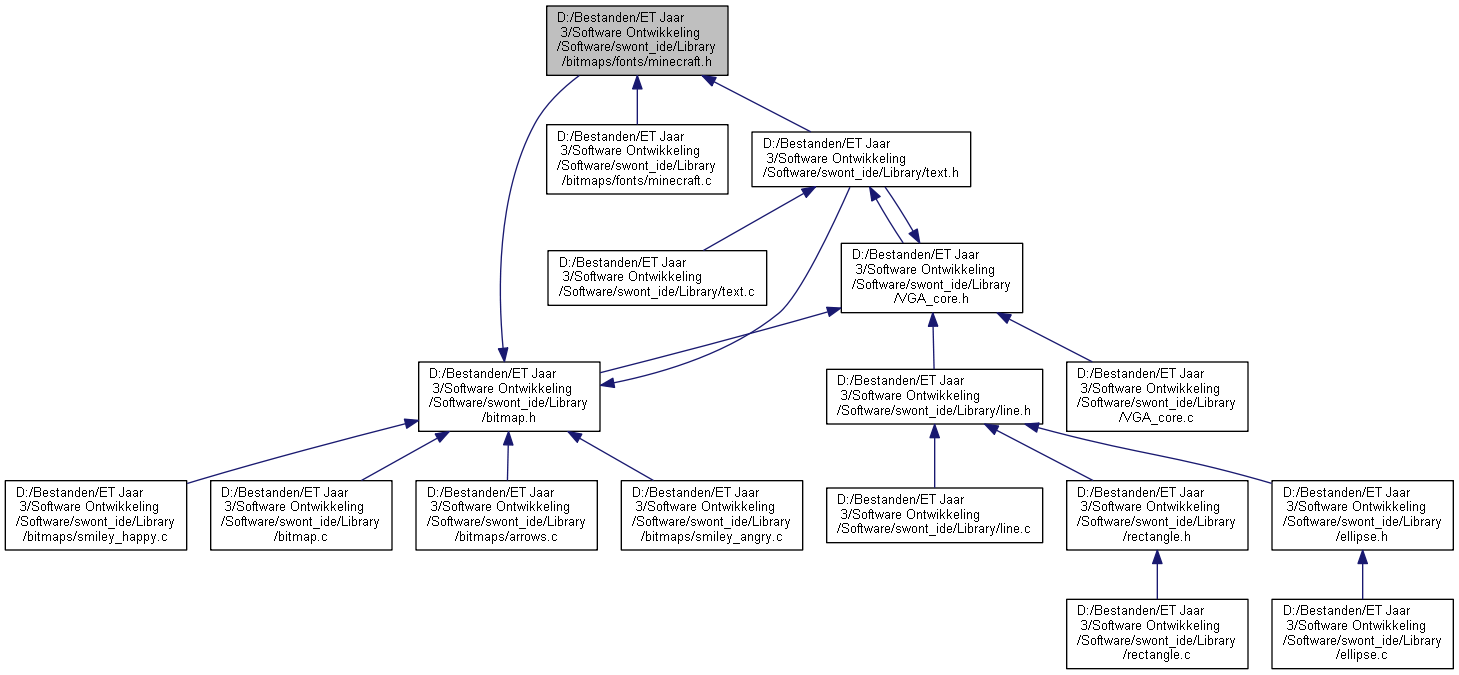 D:/Bestanden/ET Jaar
3/Software Ontwikkeling
/Software/swont_ide/Library
/bitmaps/fonts/minecraft.h
D:/Bestanden/ET Jaar
3/Software Ontwikkeling
/Software/swont_ide/Library
/bitmaps/fonts/minecraft.c
D:/Bestanden/ET Jaar
3/Software Ontwikkeling
/Software/swont_ide/Library/text.h
D:/Bestanden/ET Jaar
3/Software Ontwikkeling
/Software/swont_ide/Library/text.c
D:/Bestanden/ET Jaar
3/Software Ontwikkeling
/Software/swont_ide/Library
/VGA_core.h
D:/Bestanden/ET Jaar
3/Software Ontwikkeling
/Software/swont_ide/Library
/bitmap.h
D:/Bestanden/ET Jaar
3/Software Ontwikkeling
/Software/swont_ide/Library/line.h
D:/Bestanden/ET Jaar
3/Software Ontwikkeling
/Software/swont_ide/Library
/VGA_core.c
D:/Bestanden/ET Jaar
3/Software Ontwikkeling
/Software/swont_ide/Library
/bitmaps/smiley_happy.c
D:/Bestanden/ET Jaar
3/Software Ontwikkeling
/Software/swont_ide/Library
/bitmap.c
D:/Bestanden/ET Jaar
3/Software Ontwikkeling
/Software/swont_ide/Library
/bitmaps/arrows.c
D:/Bestanden/ET Jaar
3/Software Ontwikkeling
/Software/swont_ide/Library
/bitmaps/smiley_angry.c
D:/Bestanden/ET Jaar
3/Software Ontwikkeling
/Software/swont_ide/Library/line.c
D:/Bestanden/ET Jaar
3/Software Ontwikkeling
/Software/swont_ide/Library
/rectangle.h
D:/Bestanden/ET Jaar
3/Software Ontwikkeling
/Software/swont_ide/Library
/ellipse.h
D:/Bestanden/ET Jaar
3/Software Ontwikkeling
/Software/swont_ide/Library
/rectangle.c
D:/Bestanden/ET Jaar
3/Software Ontwikkeling
/Software/swont_ide/Library
/ellipse.c